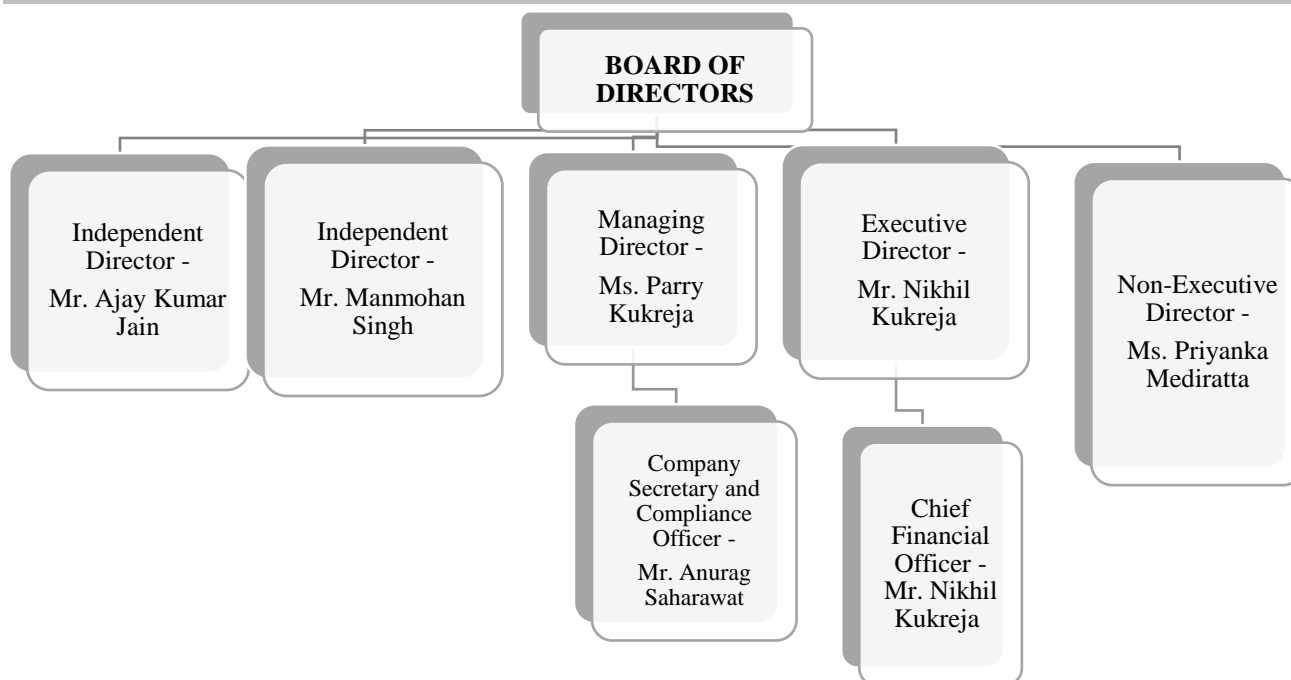 BOARD OF
DIRECTORS
Independent
Director -
Mr. Ajay Kumar
Jain
Independent
Director -
Mr. Manmohan
Singh
Managing
Director -
Ms. Parry
Kukreja
Executive
Director -
Mr. Nikhil
Kukreja
Non-Executive
Director -
Ms. Priyanka
Mediratta
Company
Secretary and
Compliance
Officer -
Mr. Anurag
Saharawat
Chief
Financial
Officer -
Mr. Nikhil
Kukreja